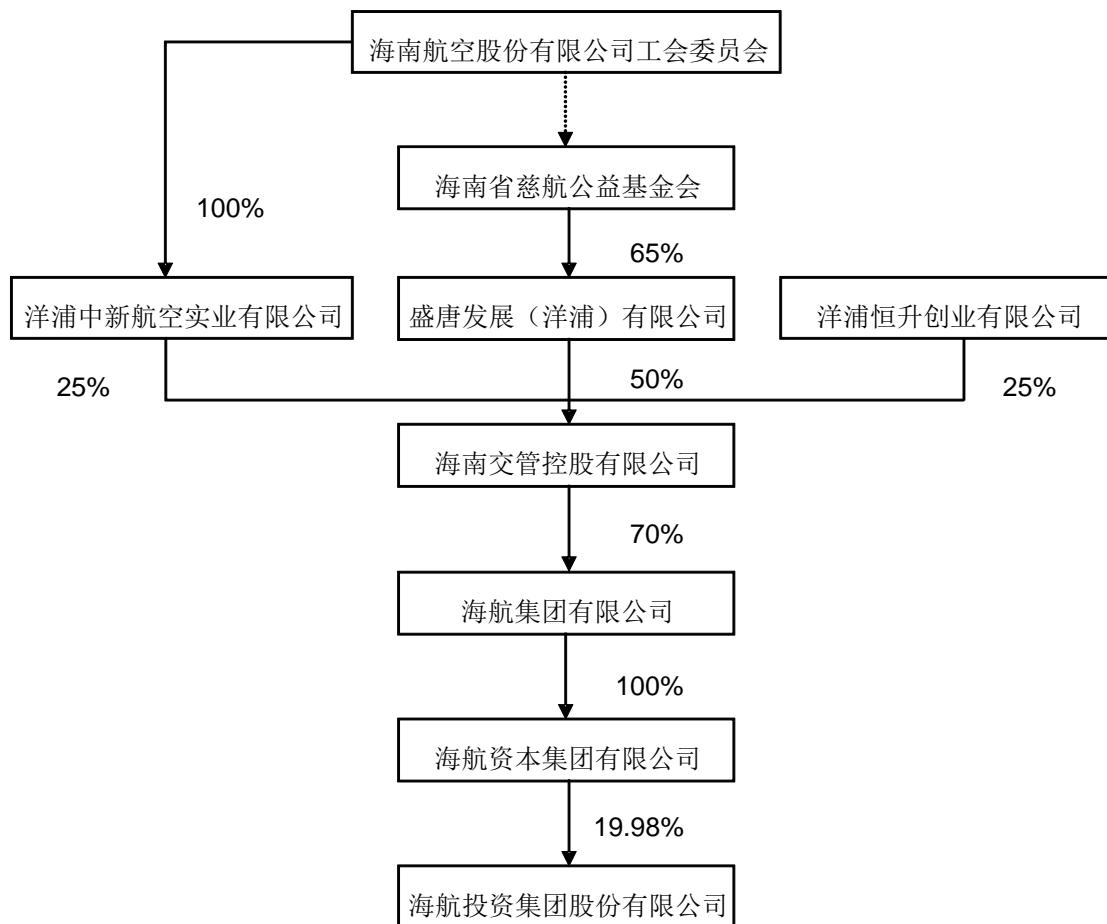 海南航空股份有限公司工会委员会
海南省慈航公益基金会
100%
65%
洋浦中新航空实业有限公司
盛唐发展（洋浦）有限公司
洋浦恒升创业有限公司
25%
50%
25%
海南交管控股有限公司
70%
海航集团有限公司
100%
海航资本集团有限公司
19.98%
海航投资集团股份有限公司